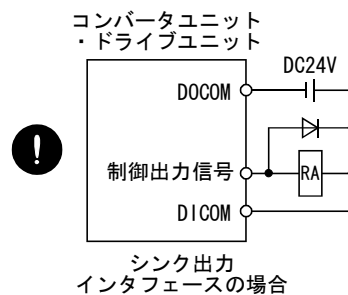 コンバータユニット
・ドライブユニット
DC24V
DOCOM
制御出力信号
RA
DICOM
シンク出力
インタフェースの場合